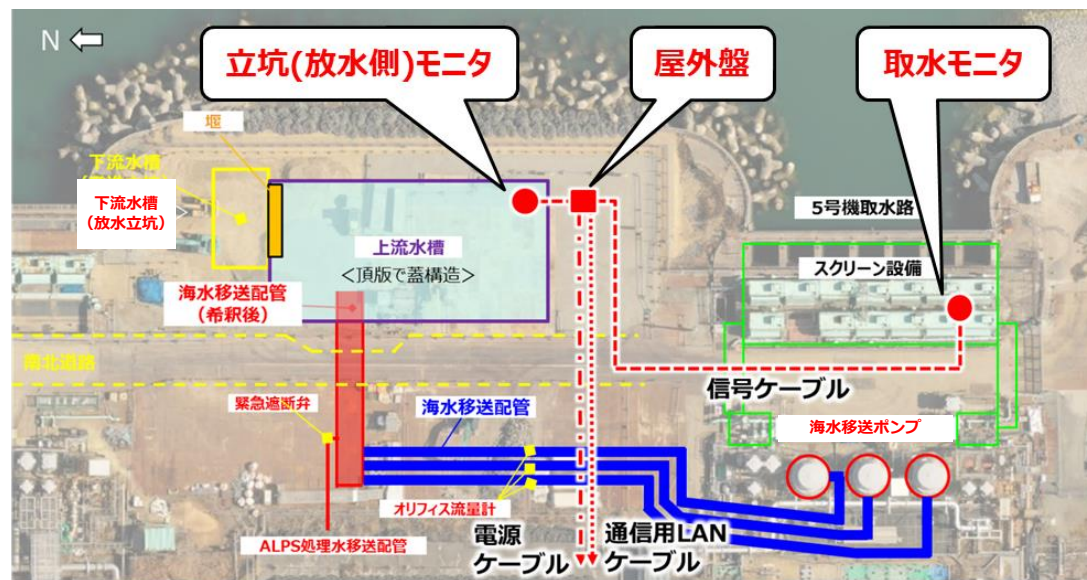 N
立坑(放水側)モニタ
屋外盤
取水モニタ
堰
下流水槽
下流水槽
(放水立坑)
5号機取水路
上流水槽
<頂版で蓋構造>
スクリーン設備
海水移送配管
(希釈後)
南北道路
信号ケーブル
緊急遮断弁
海水移送配管
海水移送ポンプ
オリフィス流量計
電源
ケーブル
通信用LAN
ケーブル
ALPS処理水移送配管